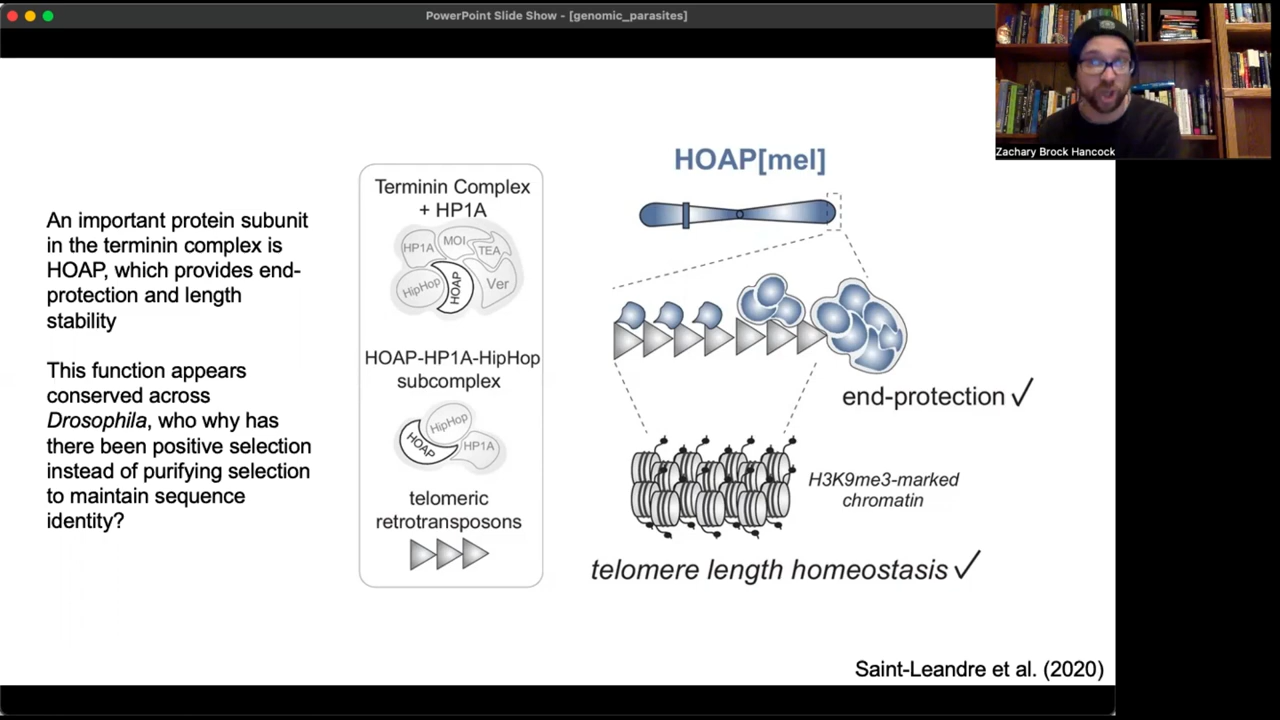 PowerPoint Slide Show - [genomic_parasites]
Zachary Brock Hancock
An important protein subunit
in the terminin complex is
HOAP, which provides end-
protection and length
stability
This function appears
conserved across
Drosophila, who why has
there been positive selection
instead of purifying selection
to maintain sequence
identity?
Terminin Complex
+ HP1A
HP1A
MOI
TEA
HipHop
HOAP
Ver
HOAP-HP1A-HipHop
subcomplex
HipHop
HOAP
HP1A
telomeric
retrotransposons
HOAP[mel]
end-protection ✓
H3K9me3-marked
chromatin
telomere length homeostasis ✓
Saint-Leandre et al. (2020)